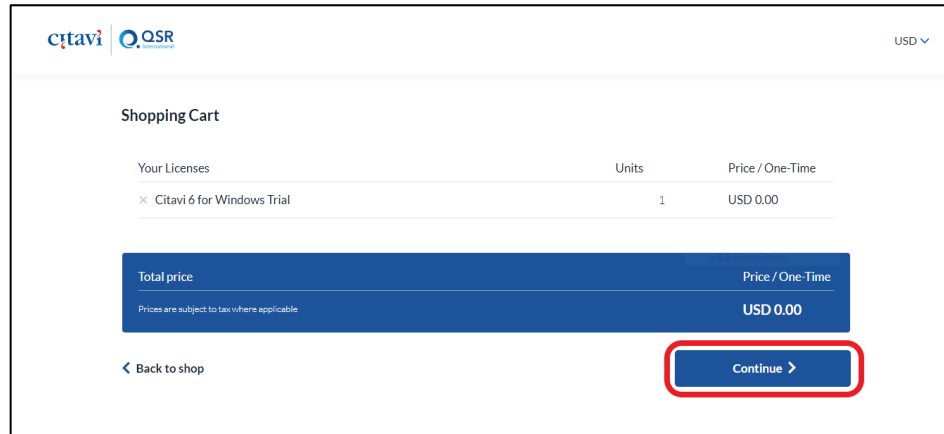 citavi QSR International
USD
Shopping Cart
Your Licenses Units Price / One-Time
Citavi 6 for Windows Trial 1 USD 0.00
Total price Price / One-Time
Prices are subject to tax where applicable USD 0.00
Back to shop Continue